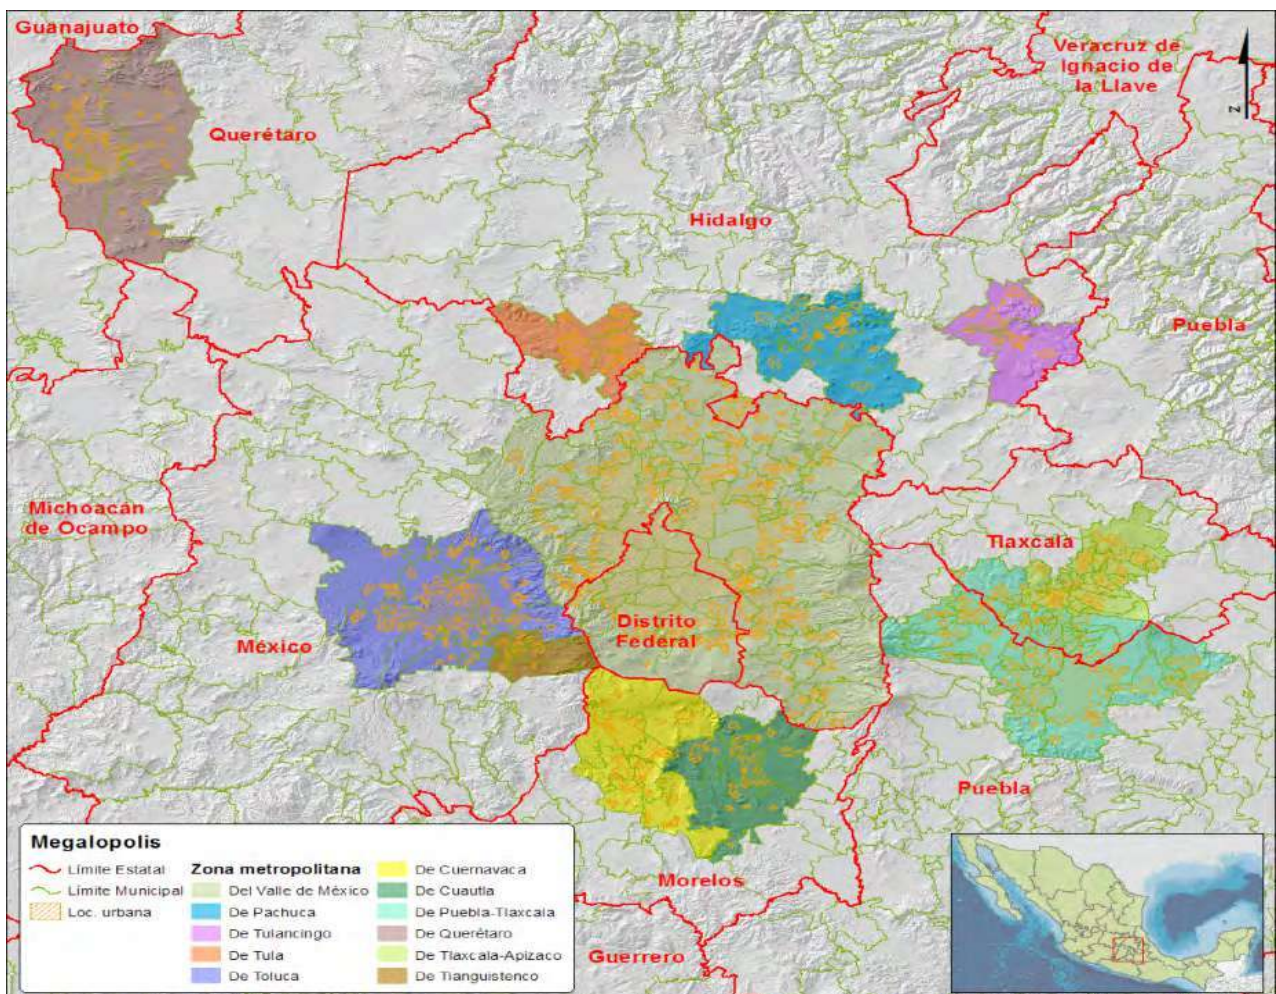 Guanajuato
Veracruz de
Ignacio de
la Llave
N
Querétaro
Hidalgo
Puebla
Michoacán
de Ocampo
Tlaxcala
Distrito
Federal
México
Puebla
Morelos
Guerrero
Megalopolis
Límite Estatal
Límite Municipal
Loc. urbana
Zona metropolitana
Del Valle de México
De Pachuca
De Tulancingo
De Tula
De Toluca
De Cuernavaca
De Cuautla
De Puebla-Tlaxcala
De Querétaro
De Tlaxcala-Apizaco
De Tianguistenco